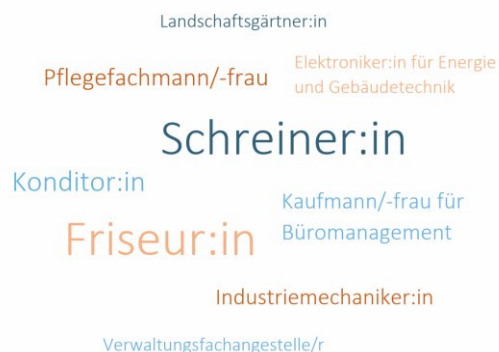 Landschaftsgärtner:in
Elektroniker:in für Energie
und Gebäudetechnik
Pflegefachmann/-frau
Schreiner:in
Konditor:in
Kaufmann/-frau für
Büromanagement
Friseur:in
Industriemechaniker:in
Verwaltungsfachangestelle/r